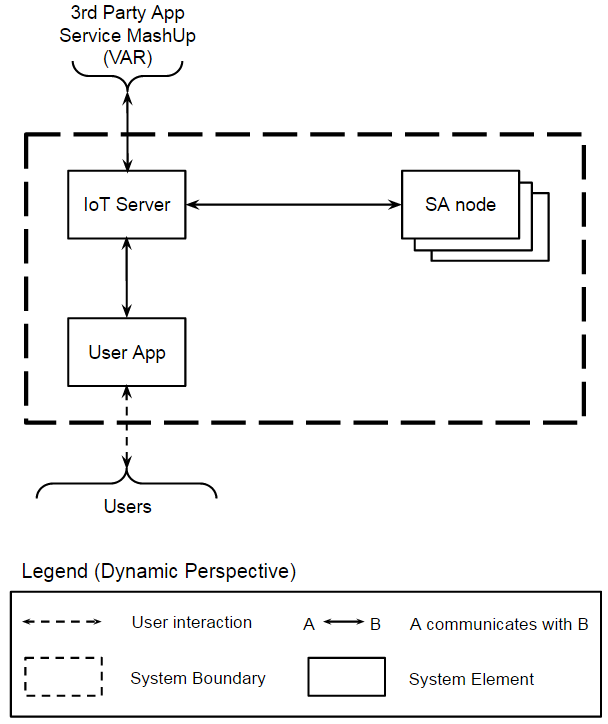 3rd Party App
Service MashUp
(VAR)
IoT Server
SA node
User App
Users
Legend (Dynamic Perspective)
User interaction
A B A communicates with B
System Boundary
System Element